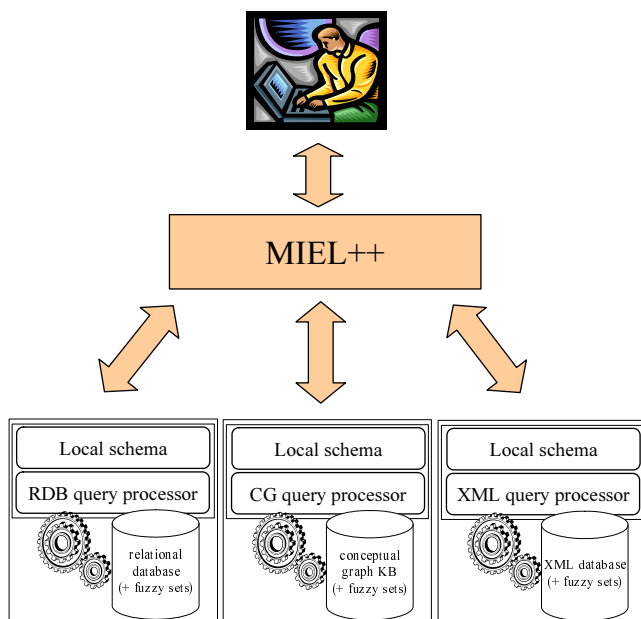 MIEL++
Local schema
RDB query processor
relational
database
(+ fuzzy sets)
Local schema
CG query processor
conceptual
graph KB
(+ fuzzy sets)
Local schema
XML query processor
XML database
(+ fuzzy sets)